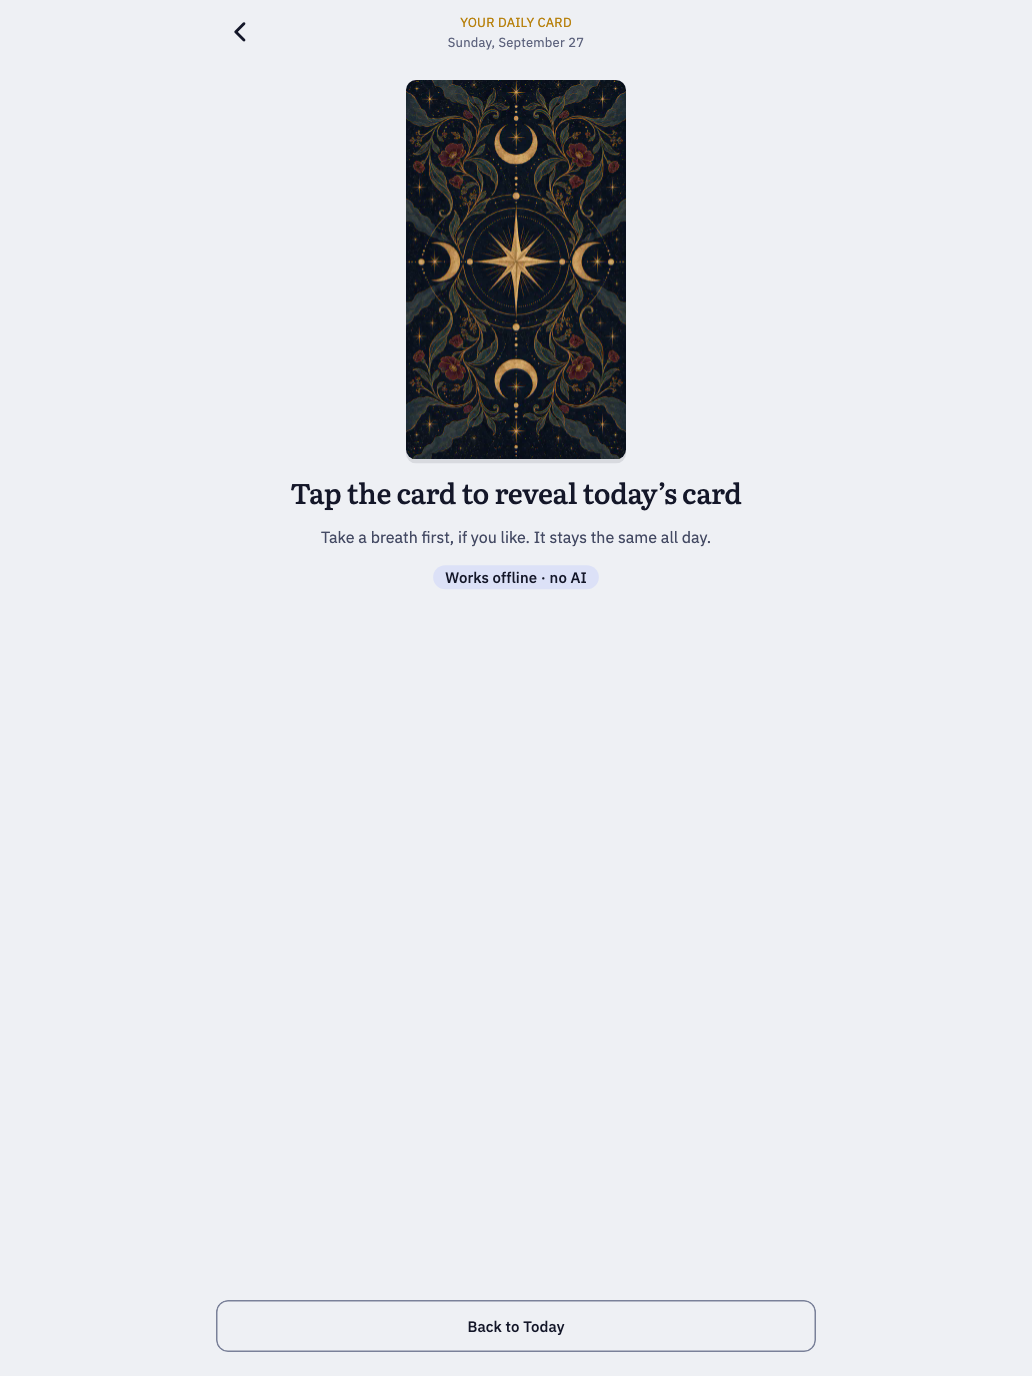 YOUR DAILY CARD
Sunday, September 27
Tap the card to reveal today’s card
Take a breath first, if you like. It stays the same all day.
Works offline · no AI
Back to Today